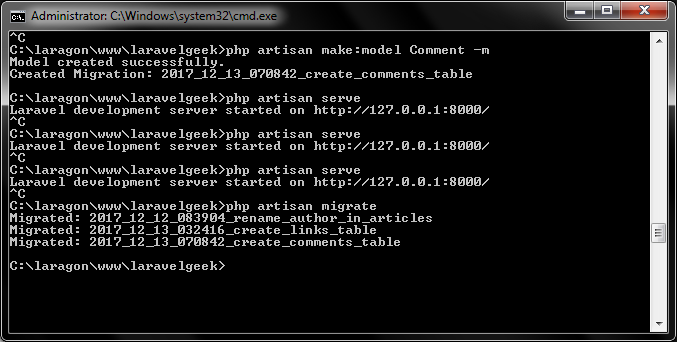 Administrator: C:\Windows\system32\cmd.exe
^C
C:\laragon\www\laravelgeek>php artisan make:model Comment -m
Model created successfully.
Created Migration: 2017_12_13_070842_create_comments_table
C:\laragon\www\laravelgeek>php artisan serve
Laravel development server started on http://127.0.0.1:8000/
^C
C:\laragon\www\laravelgeek>php artisan serve
Laravel development server started on http://127.0.0.1:8000/
^C
C:\laragon\www\laravelgeek>php artisan serve
Laravel development server started on http://127.0.0.1:8000/
^C
C:\laragon\www\laravelgeek>php artisan migrate
Migrated: 2017_12_12_083904_rename_author_in_articles
Migrated: 2017_12_13_032416_create_links_table
Migrated: 2017_12_13_070842_create_comments_table
C:\laragon\www\laravelgeek>